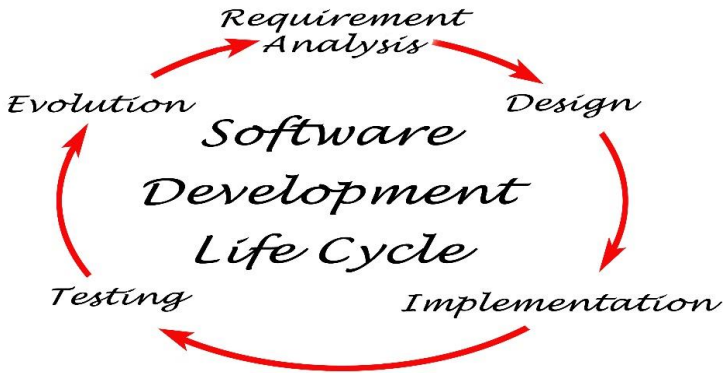 Requirement
Analysis
Evolution
Design
Software
Development
Life Cycle
Testing
Implementation